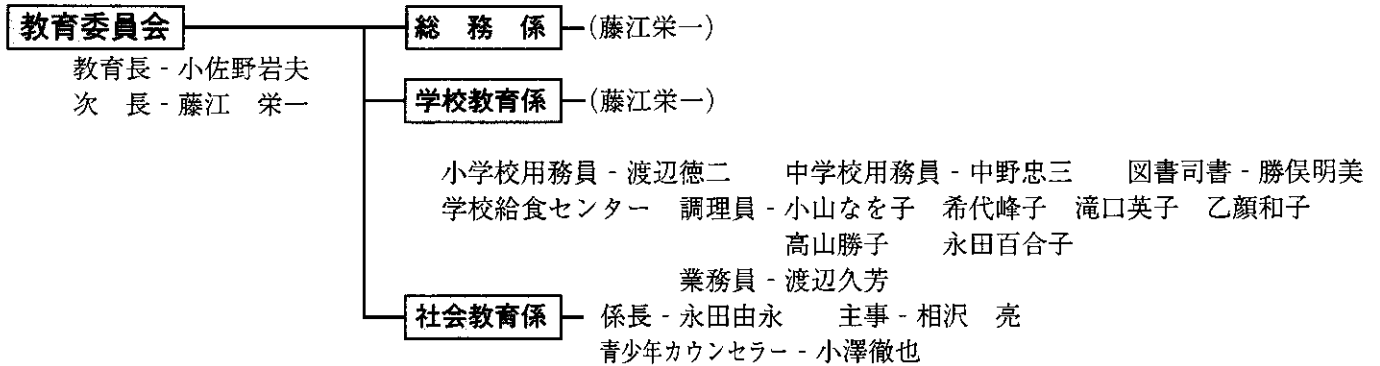 教育委員会 総務係 (藤江栄一)
教育長 - 小佐野岩夫
次 長 - 藤江 栄一
学校教育係 (藤江栄一)
小学校用務員 - 渡辺徳二 中学校用務員 - 中野忠三 図書司書 - 勝俣明美
学校給食センター 調理員 - 小山なを子 希代峰子 滝口英子 乙顔和子
高山勝子 永田百合子
業務員 - 渡辺久芳
社会教育係 係長 - 永田由永 主事 - 相沢 亮
青少年カウンセラー - 小澤徹也